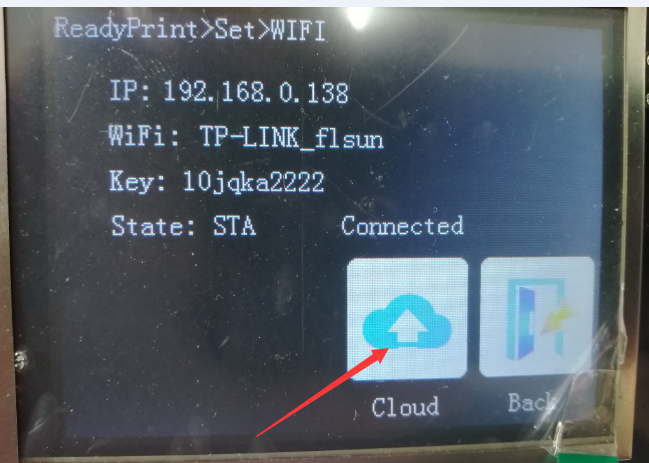 ReadyPrint>Set>WIFI
IP: 192.168.0.138
WiFi: TP-LINK_flsun
Key: 10jqka2222
State: STA Connected
Cloud Back